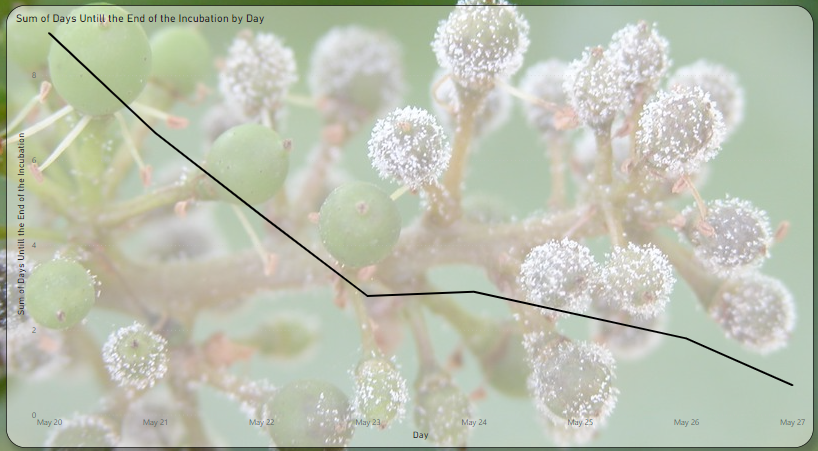 Sum of Days Untill the End of the Incubation by Day
Sum of Days Untill the End of the Incubation
8
6
4
2
0
May 20 May 21 May 22 May 23 May 24 May 25 May 26 May 27
Day